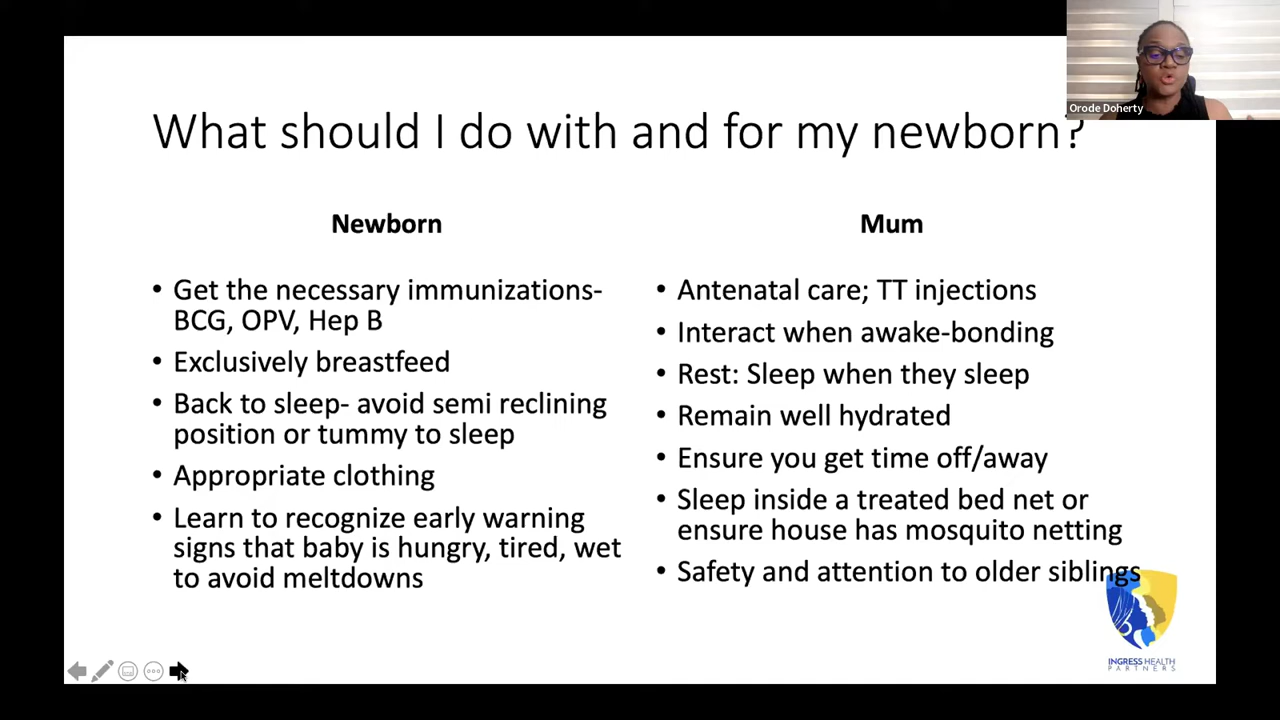 Orode Doherty
What should I do with and for my newborn?
Newborn
• Get the necessary immunizations-
BCG, OPV, Hep B
• Exclusively breastfeed
• Back to sleep- avoid semi reclining
position or tummy to sleep
• Appropriate clothing
• Learn to recognize early warning
signs that baby is hungry, tired, wet
to avoid meltdowns
Mum
• Antenatal care; TT injections
• Interact when awake-bonding
• Rest: Sleep when they sleep
• Remain well hydrated
• Ensure you get time off/away
• Sleep inside a treated bed net or
ensure house has mosquito netting
• Safety and attention to older siblings
INGRESS HEALTH
PARTNERS